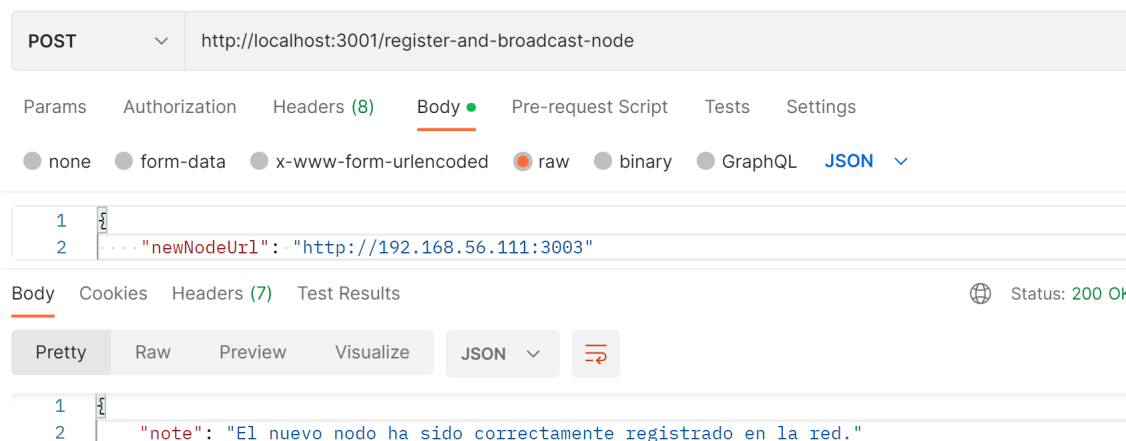 POST http://localhost:3001/register-and-broadcast-node
Params Authorization Headers (8) Body Pre-request Script Tests Settings
none form-data x-www-form-urlencoded raw binary GraphQL JSON
1 {
2 "newNodeUrl": "http://192.168.56.111:3003"
Body Cookies Headers (7) Test Results Status: 200 OK
Pretty Raw Preview Visualize JSON
1 {
2 "note": "El nuevo nodo ha sido correctamente registrado en la red."